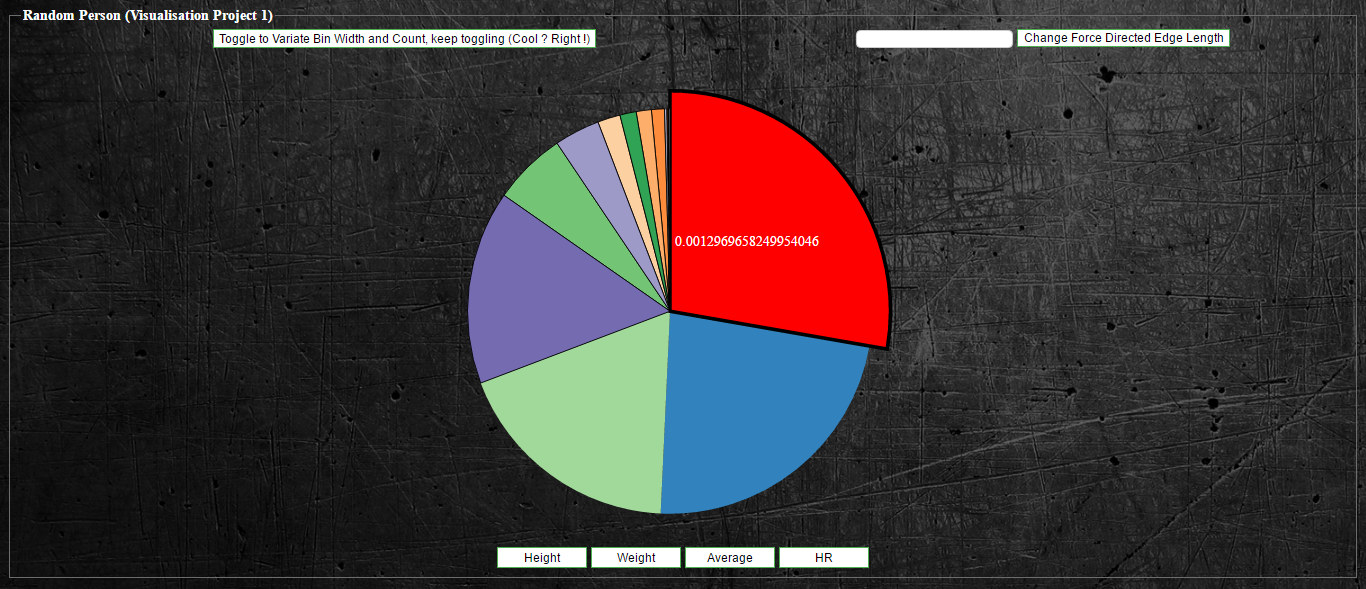 Random Person (Visualisation Project 1)
Toggle to Variate Bin Width and Count, keep toggling (Cool ? Right !)
Change Force Directed Edge Length
0.0012969658249954046
Height
Weight
Average
HR